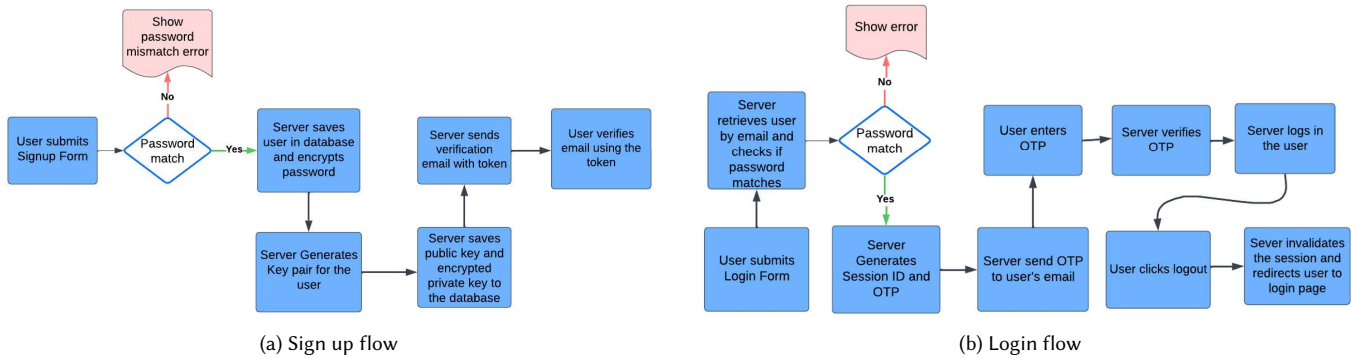 Show
password
mismatch error
No
User submits
Signup Form
Password
match
Yes
Server saves
user in database
and encrypts
password
Server Generates
Key pair for the
user
Server saves
public key and
encrypted
private key to
the database
Server sends
verification
email with token
User verifies
email using the
token
(a) Sign up flow
Show error
No
Server
retrieves user
by email and
checks if
password
matches
User submits
Login Form
Password
match
Yes
Server
Generates
Session ID and
OTP
Server send OTP
to user's email
User enters
OTP
Server verifies
OTP
Server logs in
the user
User clicks logout
Sever invalidates
the session and
redirects user to
login page
(b) Login flow